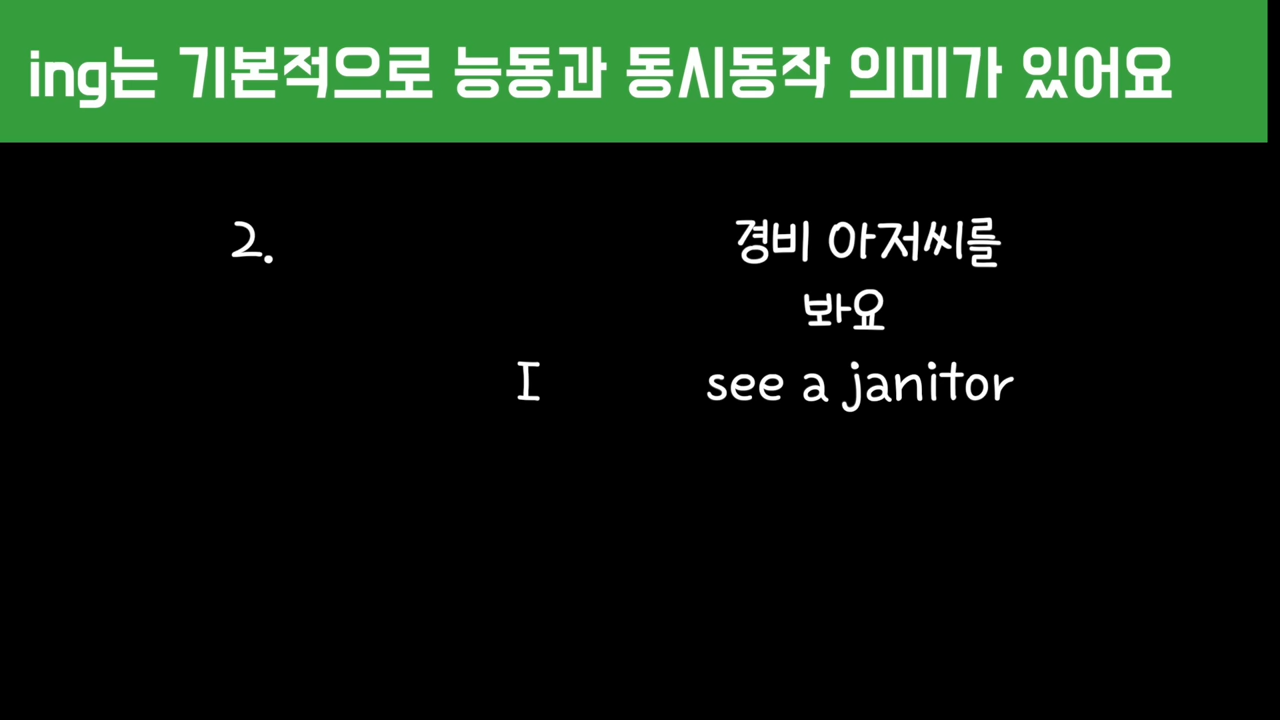 ing는 기본적으로 능동과 동시동작 의미가 있어요
2. 경비 아저씨를
봐요
I see a janitor